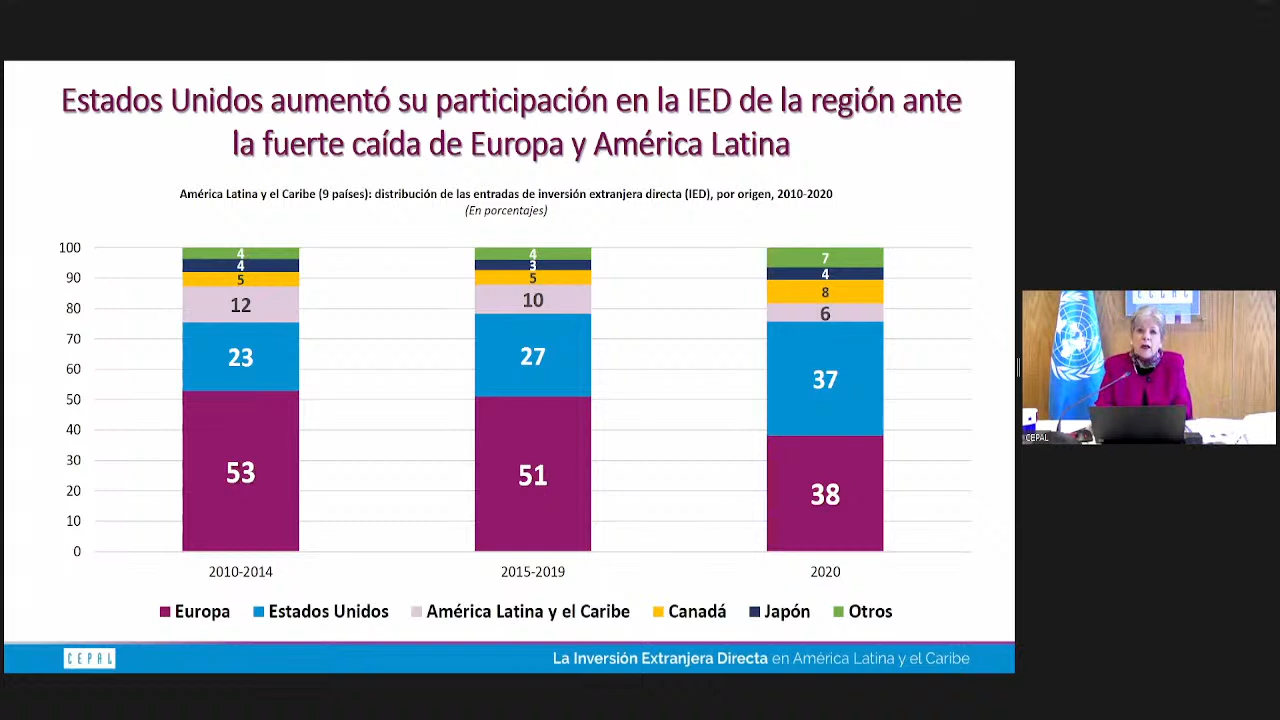 Estados Unidos aumentó su participación en la IED de la región ante
la fuerte caída de Europa y América Latina
América Latina y el Caribe (9 países): distribución de las entradas de inversión extranjera directa (IED), por origen, 2010-2020
(En porcentajes)
100
90
80
70
60
50
40
30
20
10
0
4
4
5
12
23
53
4
3
5
10
27
51
7
4
8
6
37
38
2010-2014
2015-2019
2020
Europa
Estados Unidos
América Latina y el Caribe
Canadá
Japón
Otros
CEPAL
La Inversión Extranjera Directa en América Latina y el Caribe
CEPAL
CEPAL